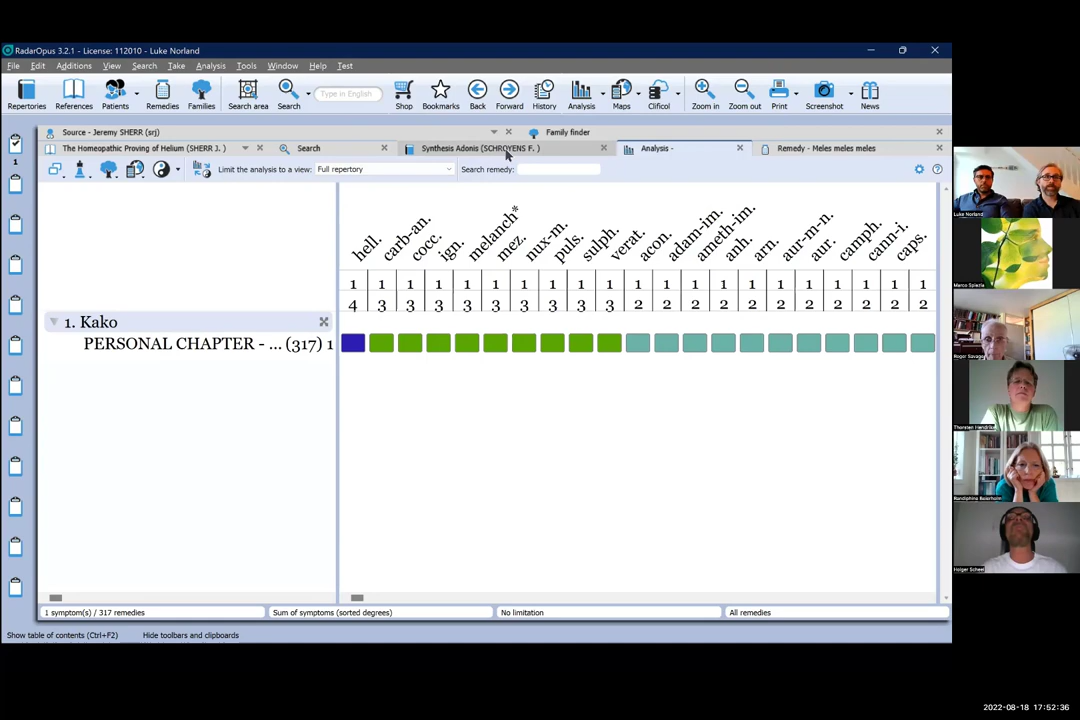 RadarOpus 3.2.1 - License: 112010 - Luke Norland
File Edit Additions View Search Take Analysis Tools Window Help Test
Repertories References Patients Remedies Families Search area Search Type in English Shop Bookmarks Back Forward History Analysis Maps Clificol Zoom in Zoom out Print Screenshot News
Source - Jeremy SHERR (srj) Family finder
The Homeopathic Proving of Helium (SHERR J. ) Search Synthesis Adonis (SCHROYENS F. ) Analysis - Remedy - Meles meles meles
1 Limit the analysis to a view: Full repertory Search remedy:
hell. carb-an. cocc. ign. melanch* mez. nux-m. puls. sulph. verat. acon. adam-im. ameth-im. anh. arn. aur-m-n. aur. camph. cann-i. caps.
1 1 1 1 1 1 1 1 1 1 1 1 1 1 1 1 1 1 1 1 1
4 3 3 3 3 3 3 3 3 3 2 2 2 2 2 2 2 2 2 2 2
1. Kako
PERSONAL CHAPTER - ... (317) 1
1 symptom(s) / 317 remedies Sum of symptoms (sorted degrees) No limitation All remedies
Show table of contents (Ctrl+F2) Hide toolbars and clipboards
Luke Norland
Marco Spiezia
Roger Savage
Thorsten Hendriks
Randiphine Reierholm
Holger Scheel
2022-08-18 17:52:36